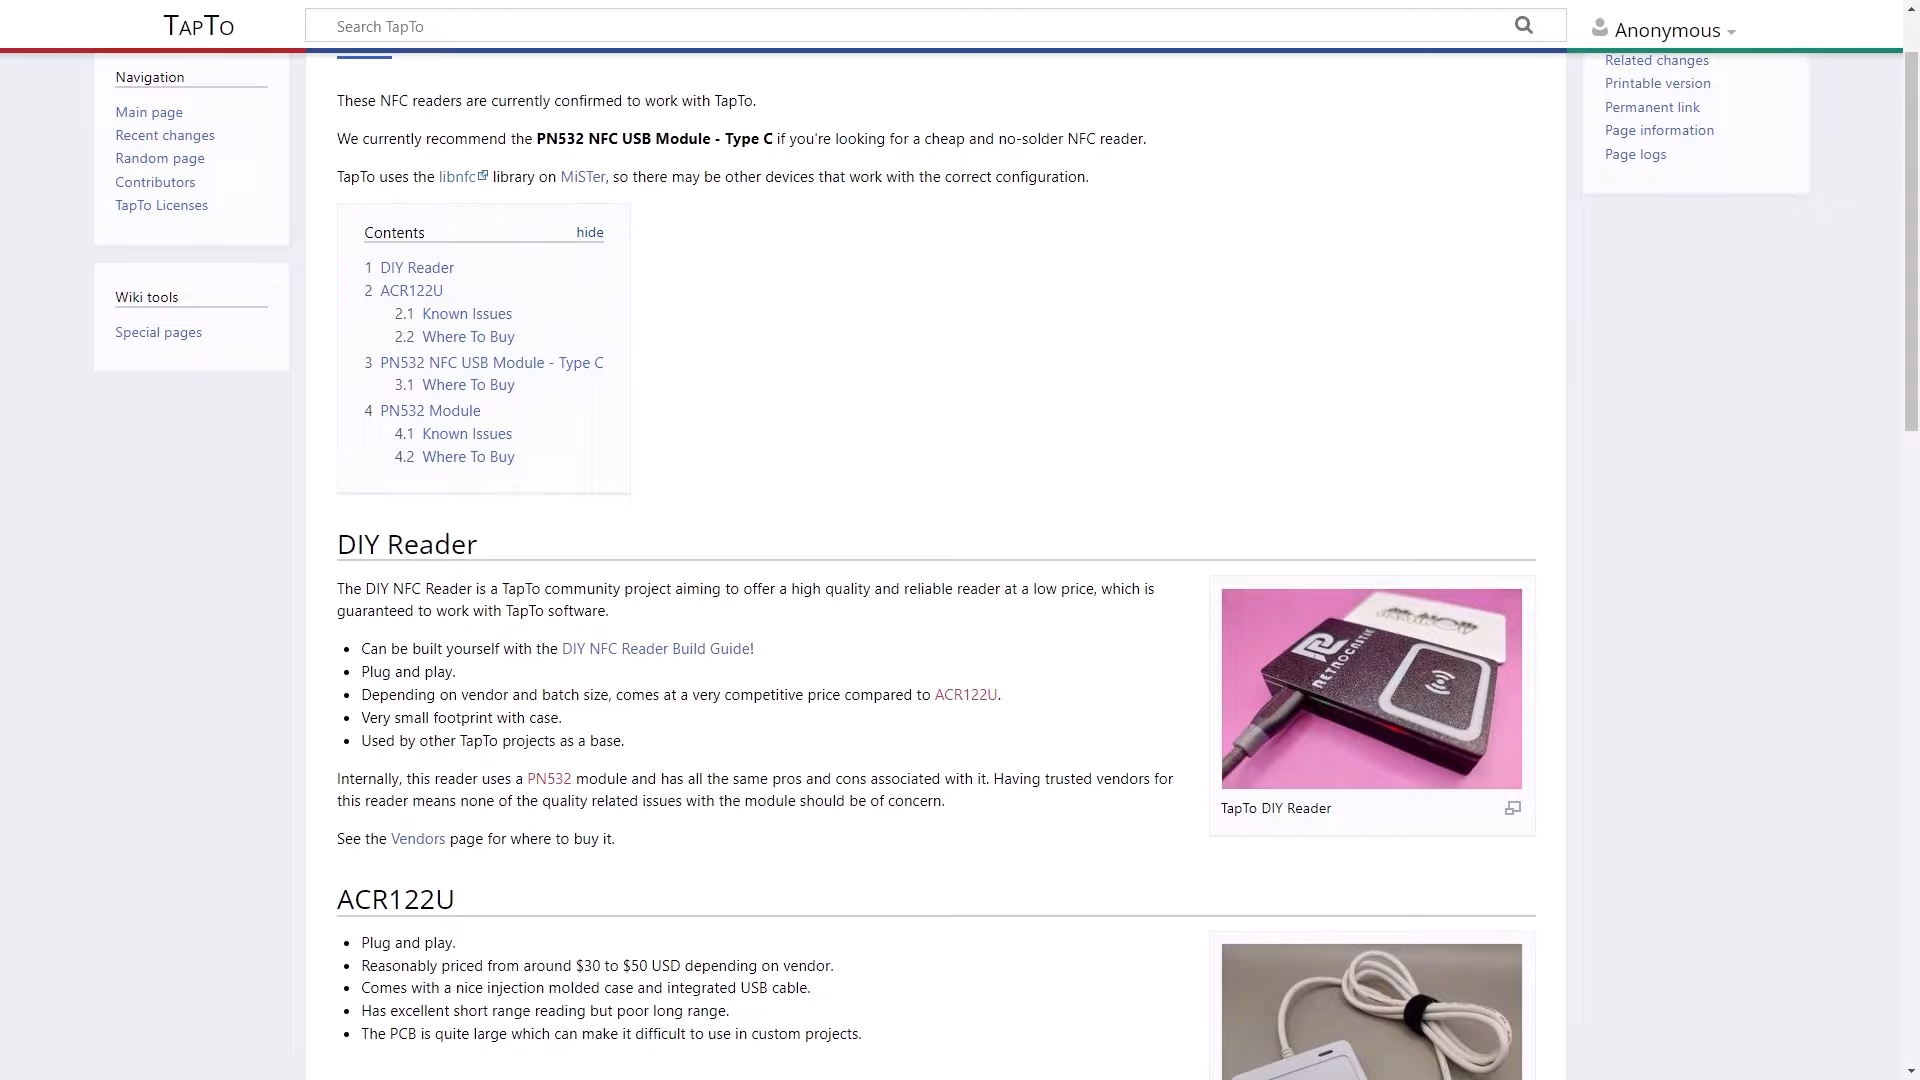 TapTo
Search TapTo
Anonymous
Navigation
Main page
Recent changes
Random page
Contributors
TapTo Licenses
Wiki tools
Special pages
These NFC readers are currently confirmed to work with TapTo.
We currently recommend the PN532 NFC USB Module - Type C if you're looking for a cheap and no-solder NFC reader.
TapTo uses the libnfc library on MiSTer, so there may be other devices that work with the correct configuration.
Contents hide
1 DIY Reader
2 ACR122U
2.1 Known Issues
2.2 Where To Buy
3 PN532 NFC USB Module - Type C
3.1 Where To Buy
4 PN532 Module
4.1 Known Issues
4.2 Where To Buy
DIY Reader
The DIY NFC Reader is a TapTo community project aiming to offer a high quality and reliable reader at a low price, which is
guaranteed to work with TapTo software.
Can be built yourself with the DIY NFC Reader Build Guide!
Plug and play.
Depending on vendor and batch size, comes at a very competitive price compared to ACR122U.
Very small footprint with case.
Used by other TapTo projects as a base.
Internally, this reader uses a PN532 module and has all the same pros and cons associated with it. Having trusted vendors for
this reader means none of the quality related issues with the module should be of concern.
See the Vendors page for where to buy it.
RETROCASTLE
TapTo DIY Reader
ACR122U
Plug and play.
Reasonably priced from around $30 to $50 USD depending on vendor.
Comes with a nice injection molded case and integrated USB cable.
Has excellent short range reading but poor long range.
The PCB is quite large which can make it difficult to use in custom projects.
Related changes
Printable version
Permanent link
Page information
Page logs